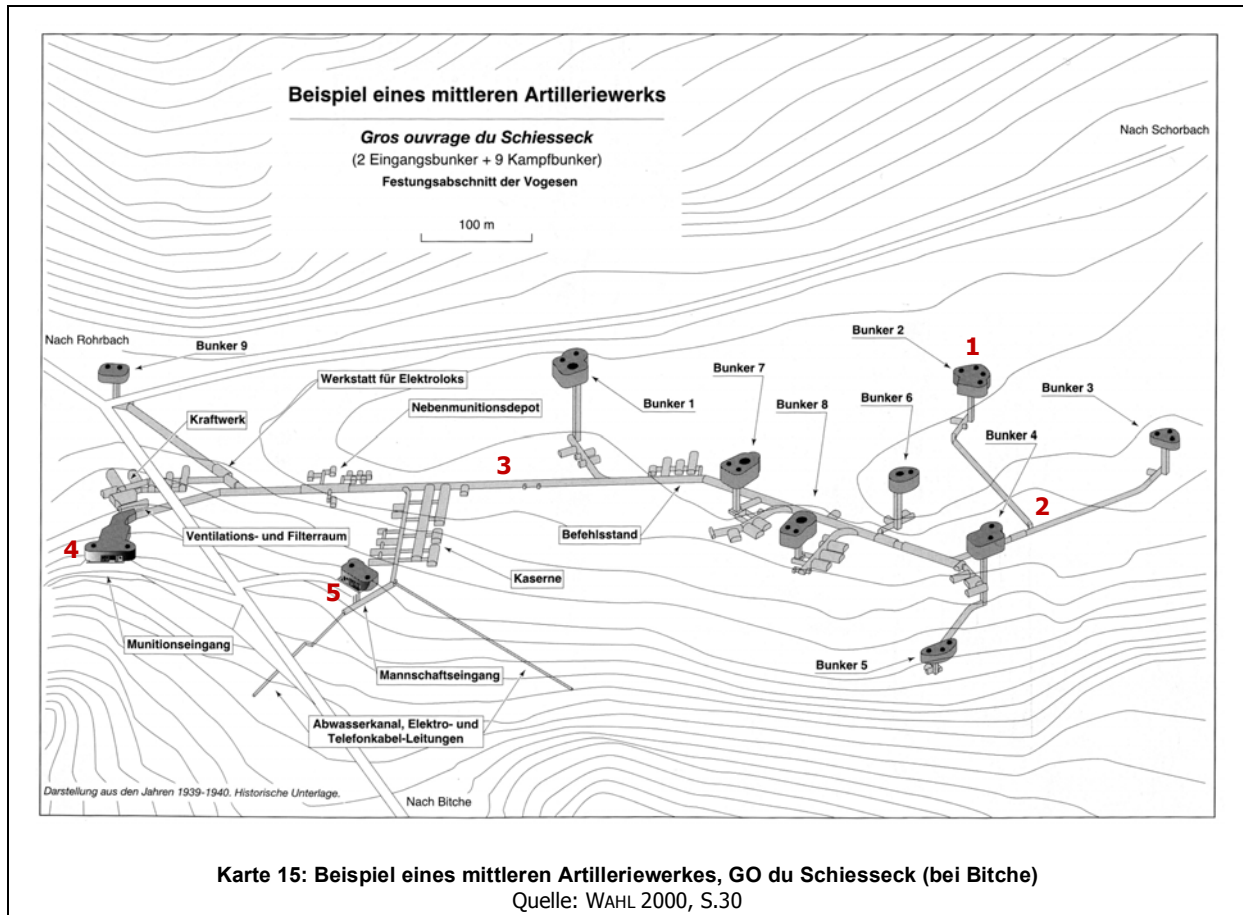 Beispiel eines mittleren Artilleriewerks
Gros ouvrage du Schiesseck
(2 Eingangsbunker + 9 Kampfbunker)
Festungsabschnitt der Vogesen
100 m
Nach Schorbach
Nach Rohrbach
Bunker 9
Werkstatt für Elektroloks
Nebenmunitionsdepot
Kraftwerk
Bunker 1
Bunker 7
Bunker 8
Bunker 2
1
Bunker 6
Bunker 3
Bunker 4
3
2
4
Ventilations- und Filterraum
Befehlsstand
Kaserne
5
Munitionseingang
Mannschaftseingang
Bunker 5
Abwasserkanal, Elektro- und
Telefonkabel-Leitungen
Darstellung aus den Jahren 1939-1940. Historische Unterlage.
Nach Bitche
Karte 15: Beispiel eines mittleren Artilleriewerkes, GO du Schiesseck (bei Bitche)
Quelle: WAHL 2000, S.30